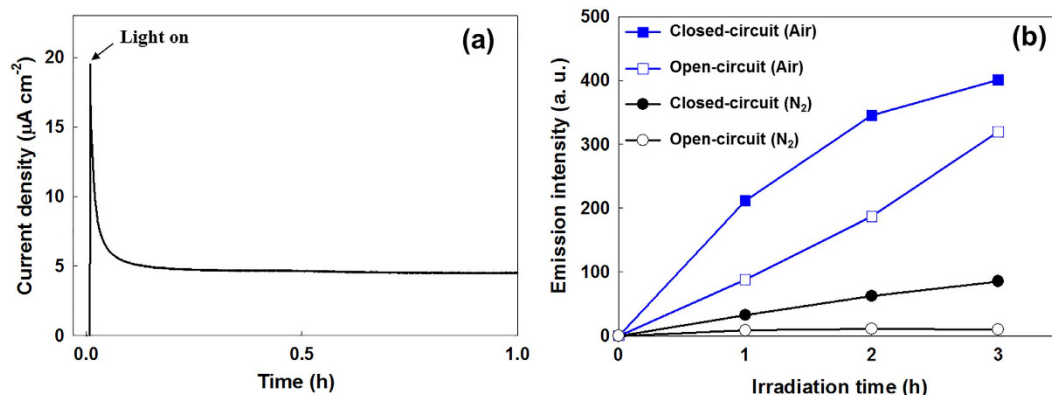 (a)
Light on
Current density (µA cm⁻²)
20
15
10
5
0
0.0
0.5
1.0
Time (h)
(b)
Closed-circuit (Air)
Open-circuit (Air)
Closed-circuit (N₂)
Open-circuit (N₂)
Emission intensity (a. u.)
500
400
300
200
100
0
0
1
2
3
Irradiation time (h)